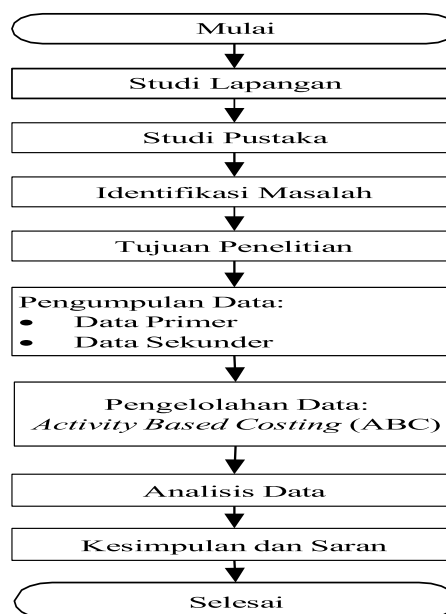 Mulai
Studi Lapangan
Studi Pustaka
Identifikasi Masalah
Tujuan Penelitian
Pengumpulan Data:
• Data Primer
• Data Sekunder
Pengelolahan Data:
Activity Based Costing (ABC)
Analisis Data
Kesimpulan dan Saran
Selesai